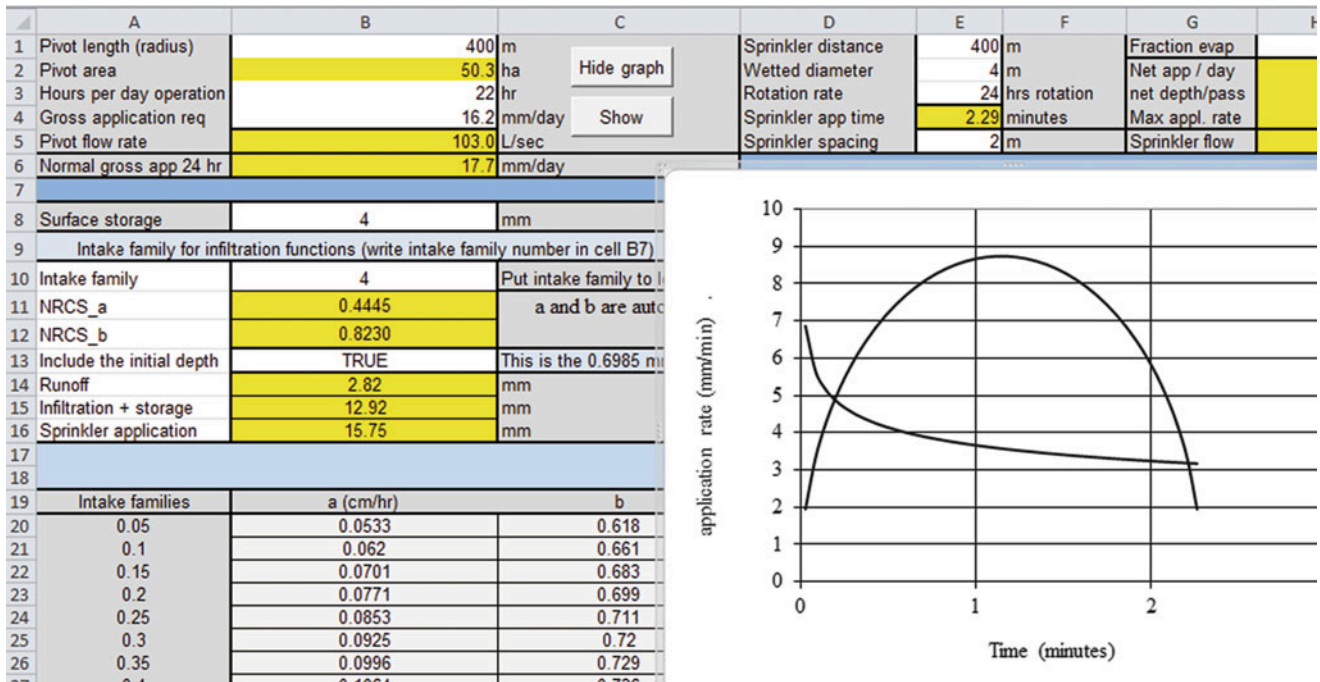 A B C D E F G
1 Pivot length (radius) 400 m Sprinkler distance 400 m Fraction evap
2 Pivot area 50.3 ha Hide graph Wetted diameter 4 m Net app / day
3 Hours per day operation 22 hr Rotation rate 24 hrs rotation net depth/pass
4 Gross application req 16.2 mm/day Show Sprinkler app time 2.29 minutes Max appl. rate
5 Pivot flow rate 103.0 L/sec Sprinkler spacing 2 m Sprinkler flow
6 Normal gross app 24 hr 17.7 mm/day
7
8 Surface storage 4 mm
9 Intake family for infiltration functions (write intake family number in cell B7)
10 Intake family 4 Put intake family to
11 NRCS_a 0.4445 a and b are
12 NRCS_b 0.8230
13 Include the initial depth TRUE This is the 0.6985
14 Runoff 2.82 mm
15 Infiltration + storage 12.92 mm
16 Sprinkler application 15.75 mm
17
18
19 Intake families a (cm/hr) b
20 0.05 0.0533 0.618
21 0.1 0.062 0.661
22 0.15 0.0701 0.683
23 0.2 0.0771 0.699
24 0.25 0.0853 0.711
25 0.3 0.0925 0.72
26 0.35 0.0996 0.729
application rate (mm/min)
10
9
8
7
6
5
4
3
2
1
0
0 1 2
Time (minutes)